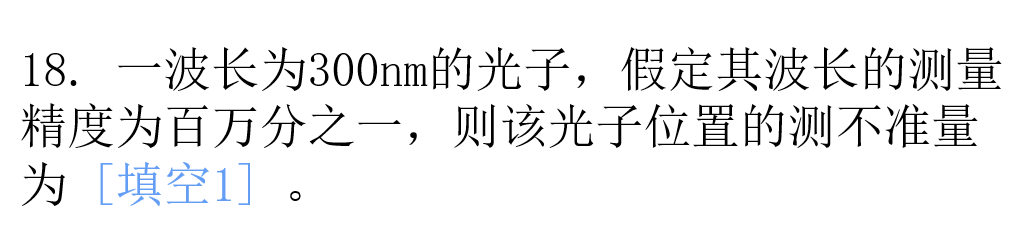 18. 一波长为300nm的光子，假定其波长的测量
精度为百万分之一，则该光子位置的测不准量
为 [填空1] 。